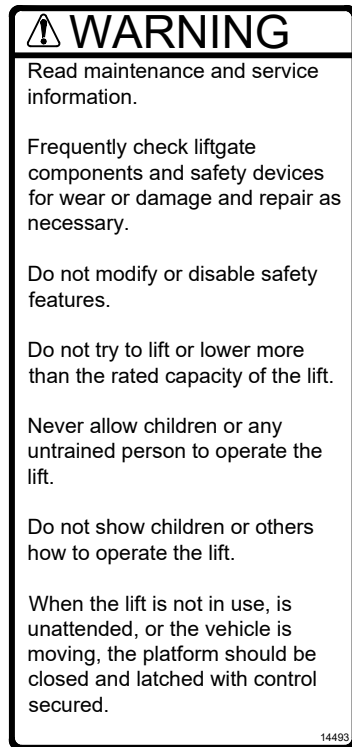 WARNING
Read maintenance and service
information.
Frequently check liftgate
components and safety devices
for wear or damage and repair as
necessary.
Do not modify or disable safety
features.
Do not try to lift or lower more
than the rated capacity of the lift.
Never allow children or any
untrained person to operate the
lift.
Do not show children or others
how to operate the lift.
When the lift is not in use, is
unattended, or the vehicle is
moving, the platform should be
closed and latched with control
secured.
14493